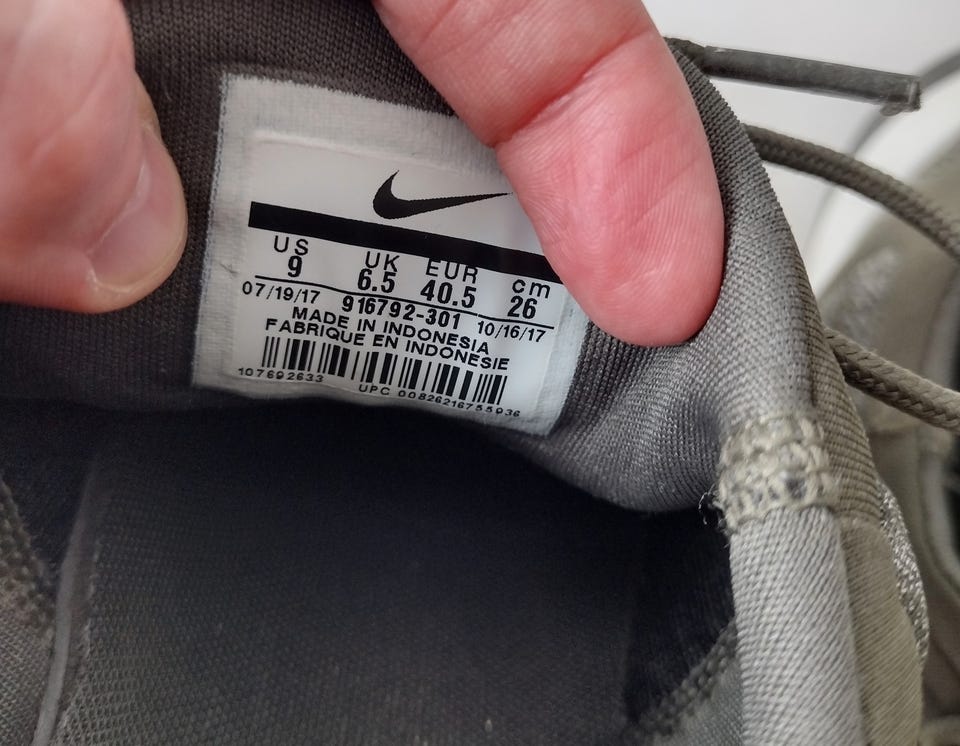 US UK EUR cm
9 6.5 40.5 26
07/19/17 916792-301 10/16/17
MADE IN INDONESIA
FABRIQUE EN INDONESIE
107692633 UPC 00826216755936